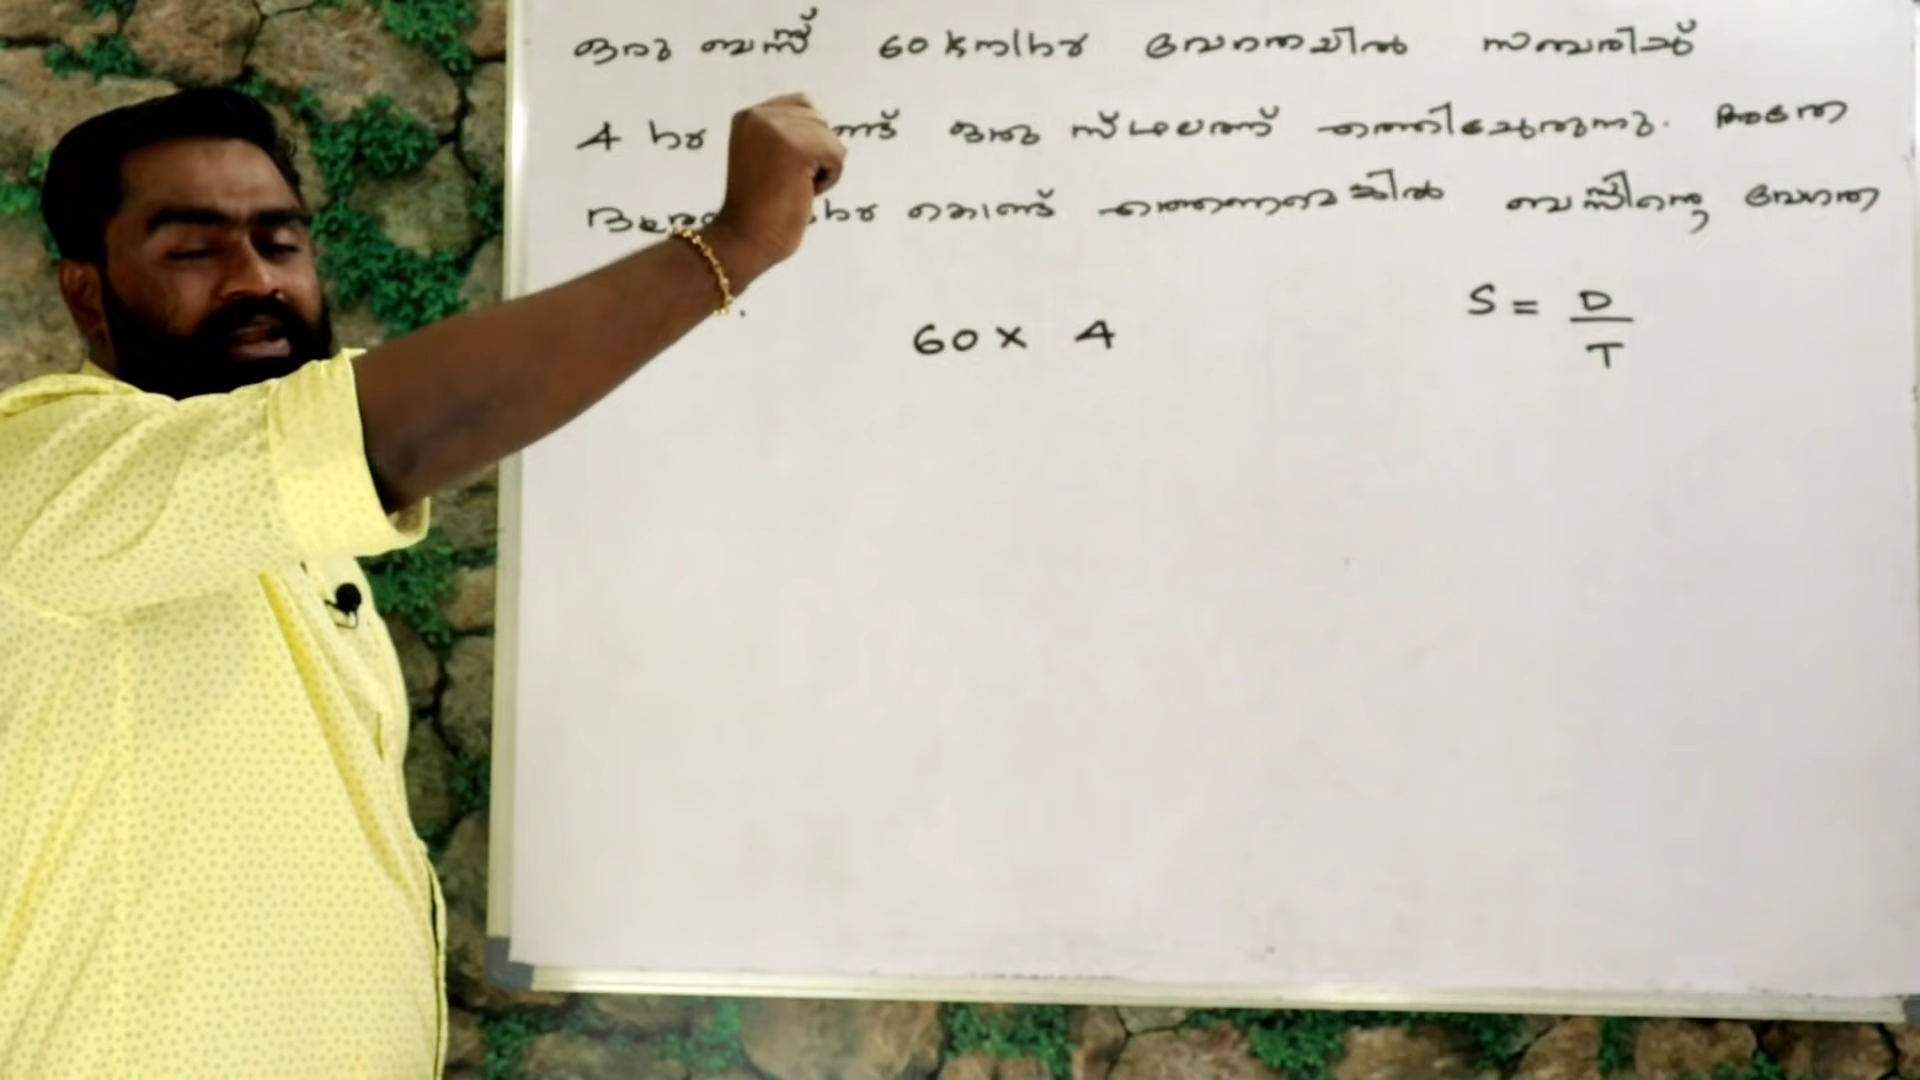 ഒരു ബസ്സ് 60 km/hr വേഗതയിൽ സഞ്ചരിച്ച്
4 hr ഒരു സ്ഥലത്ത് എത്തിച്ചേരുന്നു. അതേ
ദൂരം hr കൊണ്ട് എത്തണമെങ്കിൽ ബസ്സിന്റെ വേഗത
60 × 4
S = D
T